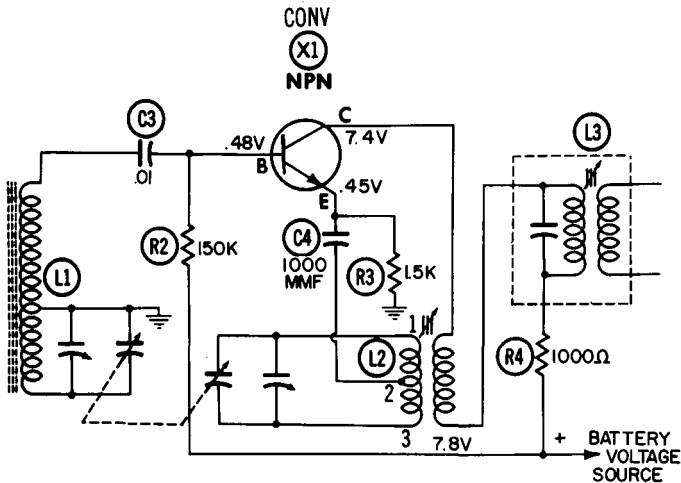 CONV
X1
NPN
C3
.01
.48V
B
C
7.4V
E
.45V
L3
L1
R2
150K
C4
1000
MMF
R3
1.5K
1
L2
2
3
7.8V
R4
1000Ω
+
BATTERY
VOLTAGE
SOURCE